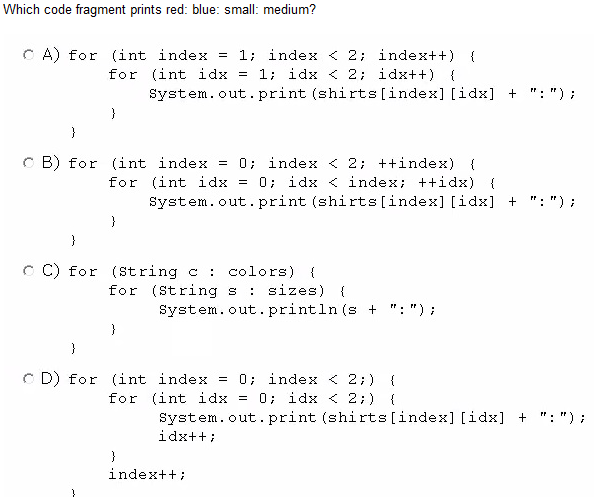 Which code fragment prints red: blue: small: medium?
A) for (int index = 1; index < 2; index++) {
for (int idx = 1; idx < 2; idx++) {
System.out.print(shirts[index][idx] + ":");
}
}
B) for (int index = 0; index < 2; ++index) {
for (int idx = 0; idx < index; ++idx) {
System.out.print(shirts[index][idx] + ":");
}
}
C) for (String c : colors) {
for (String s : sizes) {
System.out.println(s + ":");
}
}
D) for (int index = 0; index < 2;) {
for (int idx = 0; idx < 2;) {
System.out.print(shirts[index][idx] + ":");
idx++;
}
index++;
}